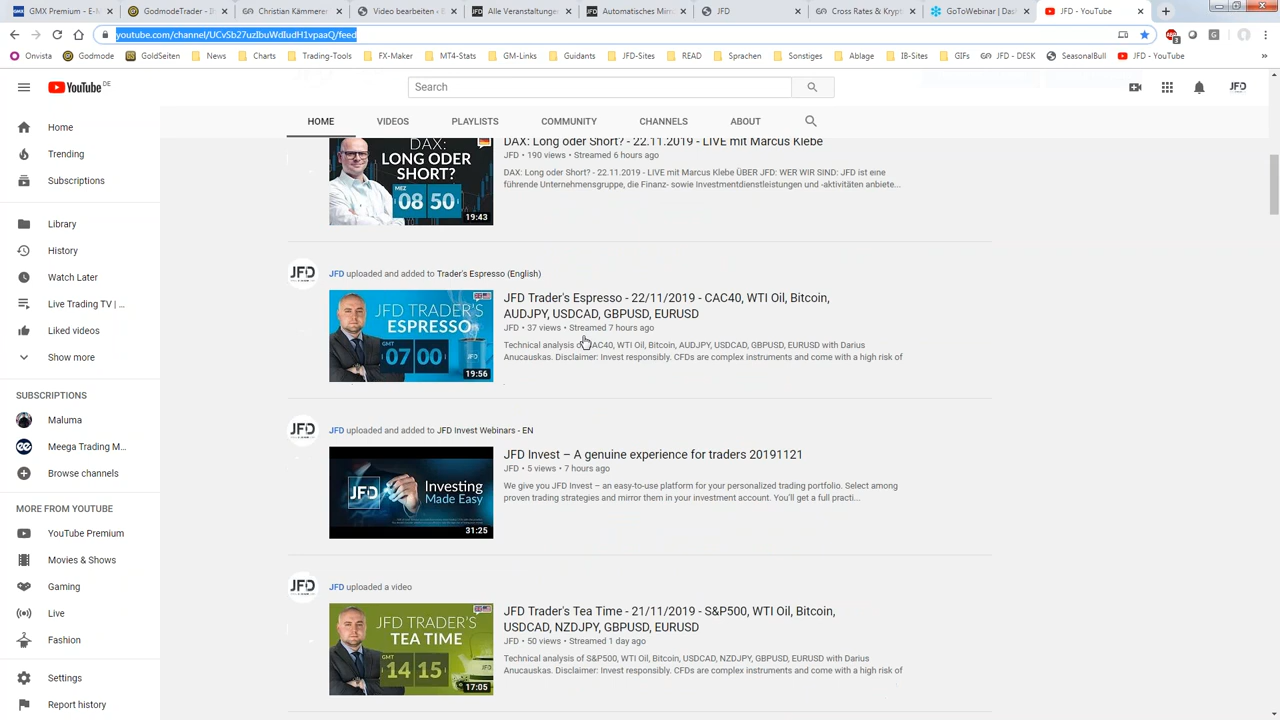 GMX Premium - E-M
GodmodeTrader - In
Christian Kämmerer
Video bearbeiten
Alle Veranstaltunge
Automatisches Mirr
JFD
Cross Rates & Krypt
GoToWebinar | Das
JFD - YouTube
youtube.com/channel/UCvSb27uzIbuWdIudH1vpaaQ/feed
Onvista
Godmode
GoldSeiten
News
Charts
Trading-Tools
FX-Maker
MT4-Stats
GM-Links
Guidants
JFD-Sites
READ
Sprachen
Sonstiges
Ablage
IB-Sites
GIFs
JFD - DESK
SeasonalBull
JFD - YouTube
YouTube DE
Search
JFD
HOME
VIDEOS
PLAYLISTS
COMMUNITY
CHANNELS
ABOUT
Home
Trending
Subscriptions
Library
History
Watch Later
Live Trading TV | ...
Liked videos
Show more
SUBSCRIPTIONS
Maluma
Meega Trading M...
Browse channels
MORE FROM YOUTUBE
YouTube Premium
Movies & Shows
Gaming
Live
Fashion
Settings
Report history
DAX:
LONG ODER
SHORT?
MEZ
08 50
19:43
DAX: Long oder Short? - 22.11.2019 - LIVE mit Marcus Klebe
JFD • 190 views • Streamed 6 hours ago
DAX: Long oder Short? - 22.11.2019 - LIVE mit Marcus Klebe ÜBER JFD: WER WIR SIND: JFD ist eine
führende Unternehmensgruppe, die Finanz- sowie Investmentdienstleistungen und -aktivitäten anbiete...
JFD
JFD uploaded and added to Trader's Espresso (English)
JFD TRADER'S
ESPRESSO
GMT
07 00
JFD
19:56
JFD Trader's Espresso - 22/11/2019 - CAC40, WTI Oil, Bitcoin,
AUDJPY, USDCAD, GBPUSD, EURUSD
JFD • 37 views • Streamed 7 hours ago
Technical analysis of CAC40, WTI Oil, Bitcoin, AUDJPY, USDCAD, GBPUSD, EURUSD with Darius
Anucauskas. Disclaimer: Invest responsibly. CFDs are complex instruments and come with a high risk of
JFD
JFD uploaded and added to JFD Invest Webinars - EN
JFD
Investing
Made Easy
31:25
JFD Invest – A genuine experience for traders 20191121
JFD • 5 views • 7 hours ago
We give you JFD Invest – an easy-to-use platform for your personalized trading portfolio. Select among
proven trading strategies and mirror them in your investment account. You'll get a full practi...
JFD
JFD uploaded a video
JFD TRADER'S
TEA TIME
GMT
14 15
JFD
17:05
JFD Trader's Tea Time - 21/11/2019 - S&P500, WTI Oil, Bitcoin,
USDCAD, NZDJPY, GBPUSD, EURUSD
JFD • 50 views • Streamed 1 day ago
Technical analysis of S&P500, WTI Oil, Bitcoin, USDCAD, NZDJPY, GBPUSD, EURUSD with Darius
Anucauskas. Disclaimer: Invest responsibly. CFDs are complex instruments and come with a high risk of